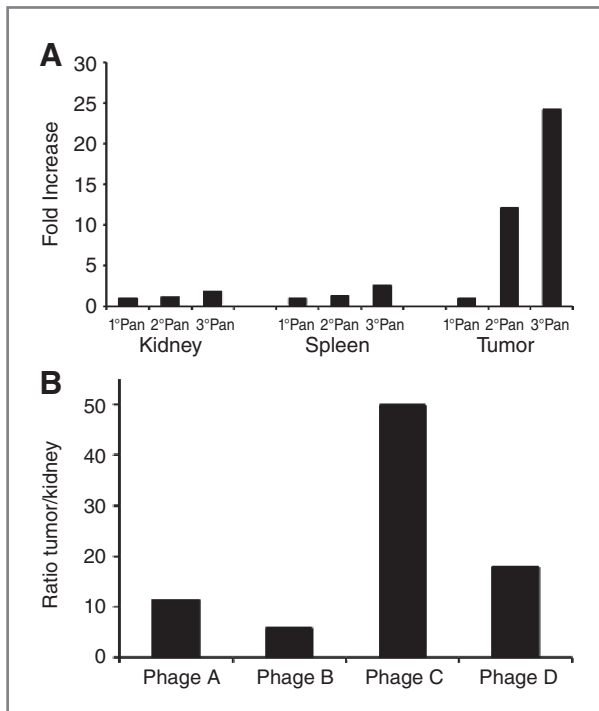 A
Fold Increase
30
25
20
15
10
5
0
1°Pan 2°Pan 3°Pan 1°Pan 2°Pan 3°Pan 1°Pan 2°Pan 3°Pan
Kidney Spleen Tumor
B
Ratio tumor/kidney
50
40
30
20
10
0
Phage A Phage B Phage C Phage D